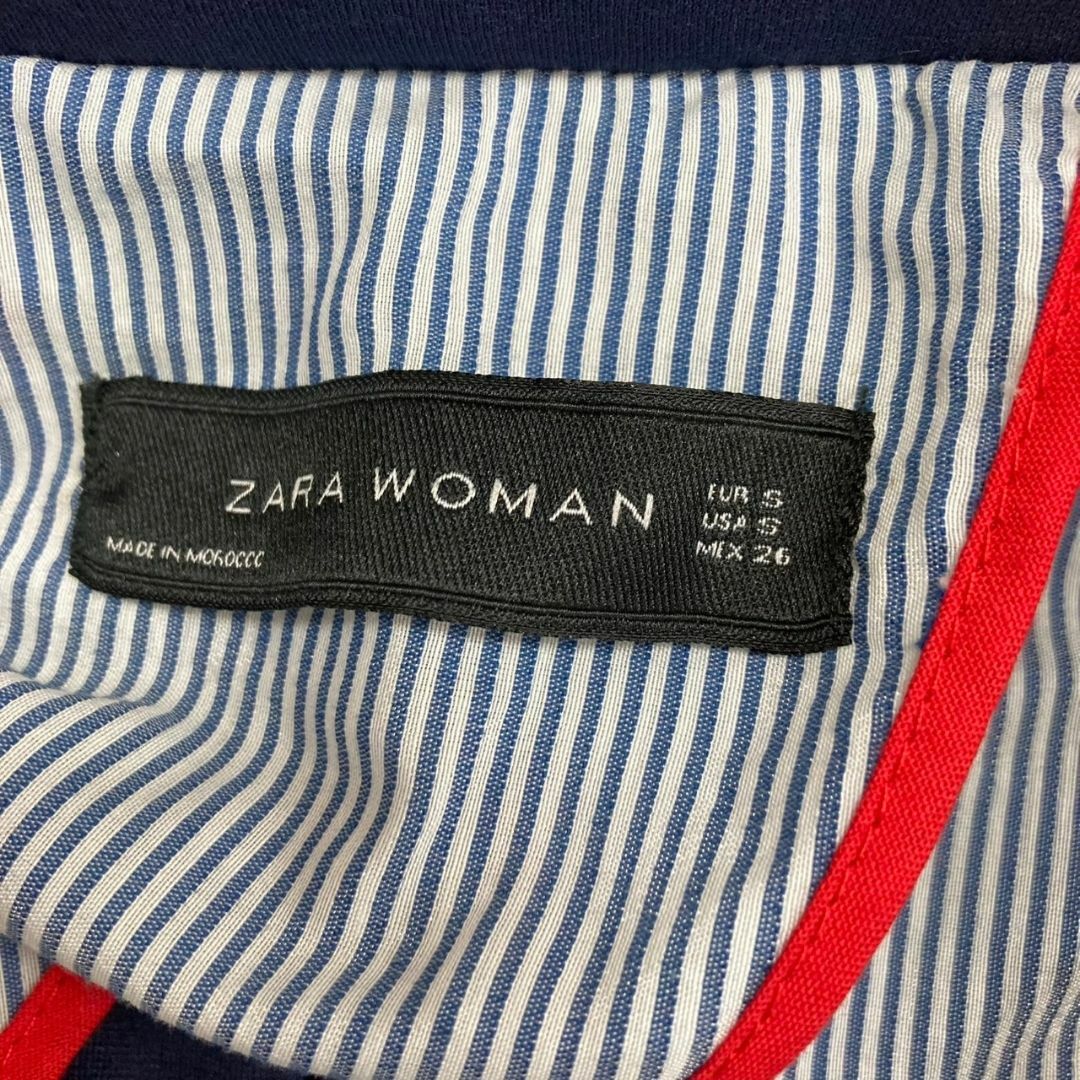 ZARA WOMAN
EUR S
USA S
MEX 26
MADE IN MOROCCO